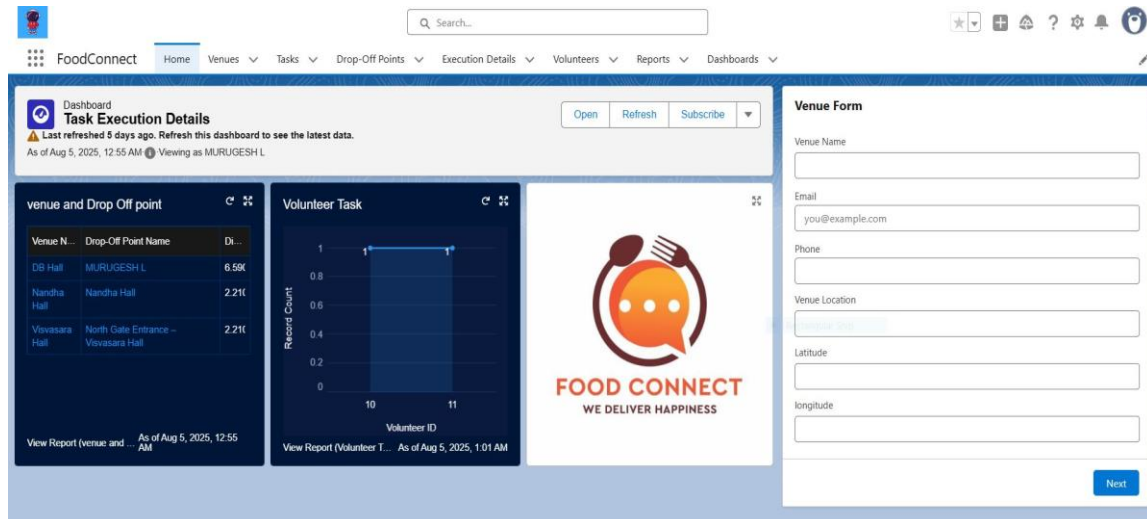 Search...
FoodConnect
Home
Venues
Tasks
Drop-Off Points
Execution Details
Volunteers
Reports
Dashboards
Dashboard
Task Execution Details
Last refreshed 5 days ago. Refresh this dashboard to see the latest data.
As of Aug 5, 2025, 12:55 AM Viewing as MURUGESH L
Open
Refresh
Subscribe
venue and Drop Off point
Venue N... Drop-Off Point Name Di...
DB Hall MURUGESH L 6.590
Nandha Hall
Nandha Hall
2.210
Visvasara Hall
North Gate Entrance –
Visvasara Hall
2.210
View Report (venue and ... As of Aug 5, 2025, 12:55
AM
Volunteer Task
Record Count
1
0.8
0.6
0.4
0.2
0
1 1
10 11
Volunteer ID
View Report (Volunteer T... As of Aug 5, 2025, 1:01 AM
FOOD CONNECT
WE DELIVER HAPPINESS
Venue Form
Venue Name
Email
you@example.com
Phone
Venue Location
Latitude
longitude
Next